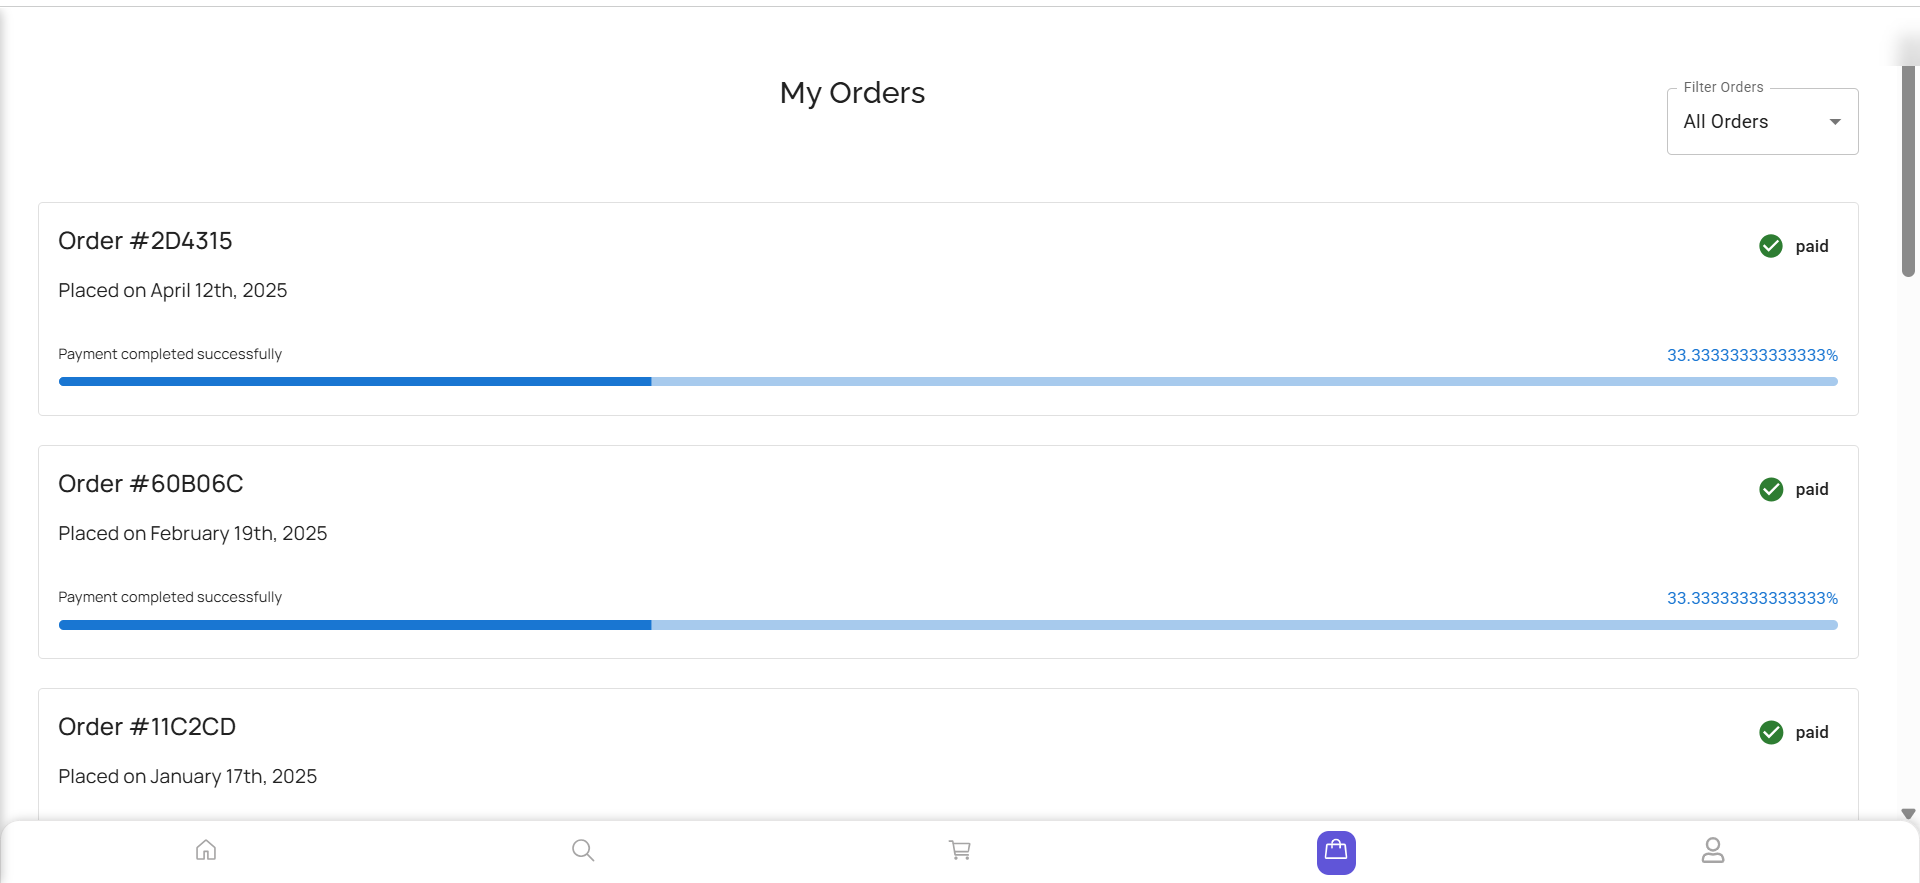 My Orders
Filter Orders
All Orders
Order #2D4315
paid
Placed on April 12th, 2025
Payment completed successfully
33.33333333333333%
Order #60B06C
paid
Placed on February 19th, 2025
Payment completed successfully
33.33333333333333%
Order #11C2CD
paid
Placed on January 17th, 2025